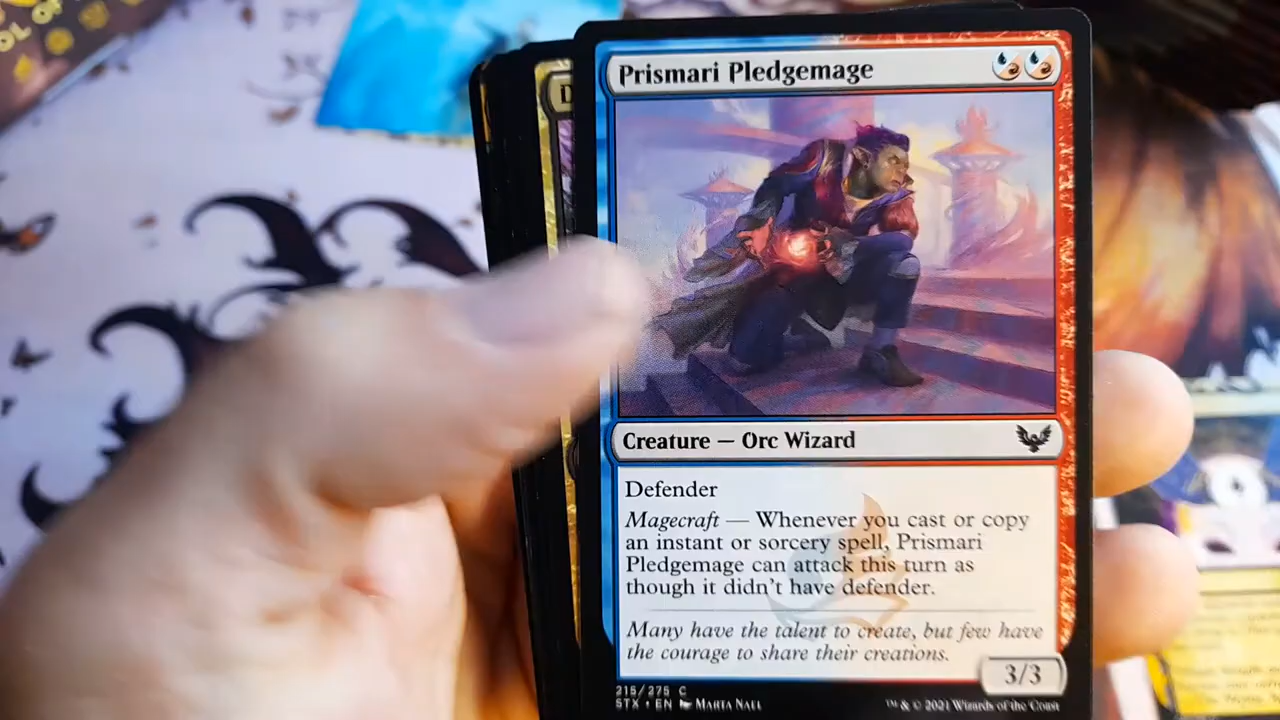 OL OF
D
Prismari Pledgemage
Creature — Orc Wizard
Defender
Magecraft — Whenever you cast or copy
an instant or sorcery spell, Prismari
Pledgemage can attack this turn as
though it didn't have defender.
Many have the talent to create, but few have
the courage to share their creations.
3/3
215/275 C
STX • EN Marta Nael
™ & © 2021 Wizards of the Coast